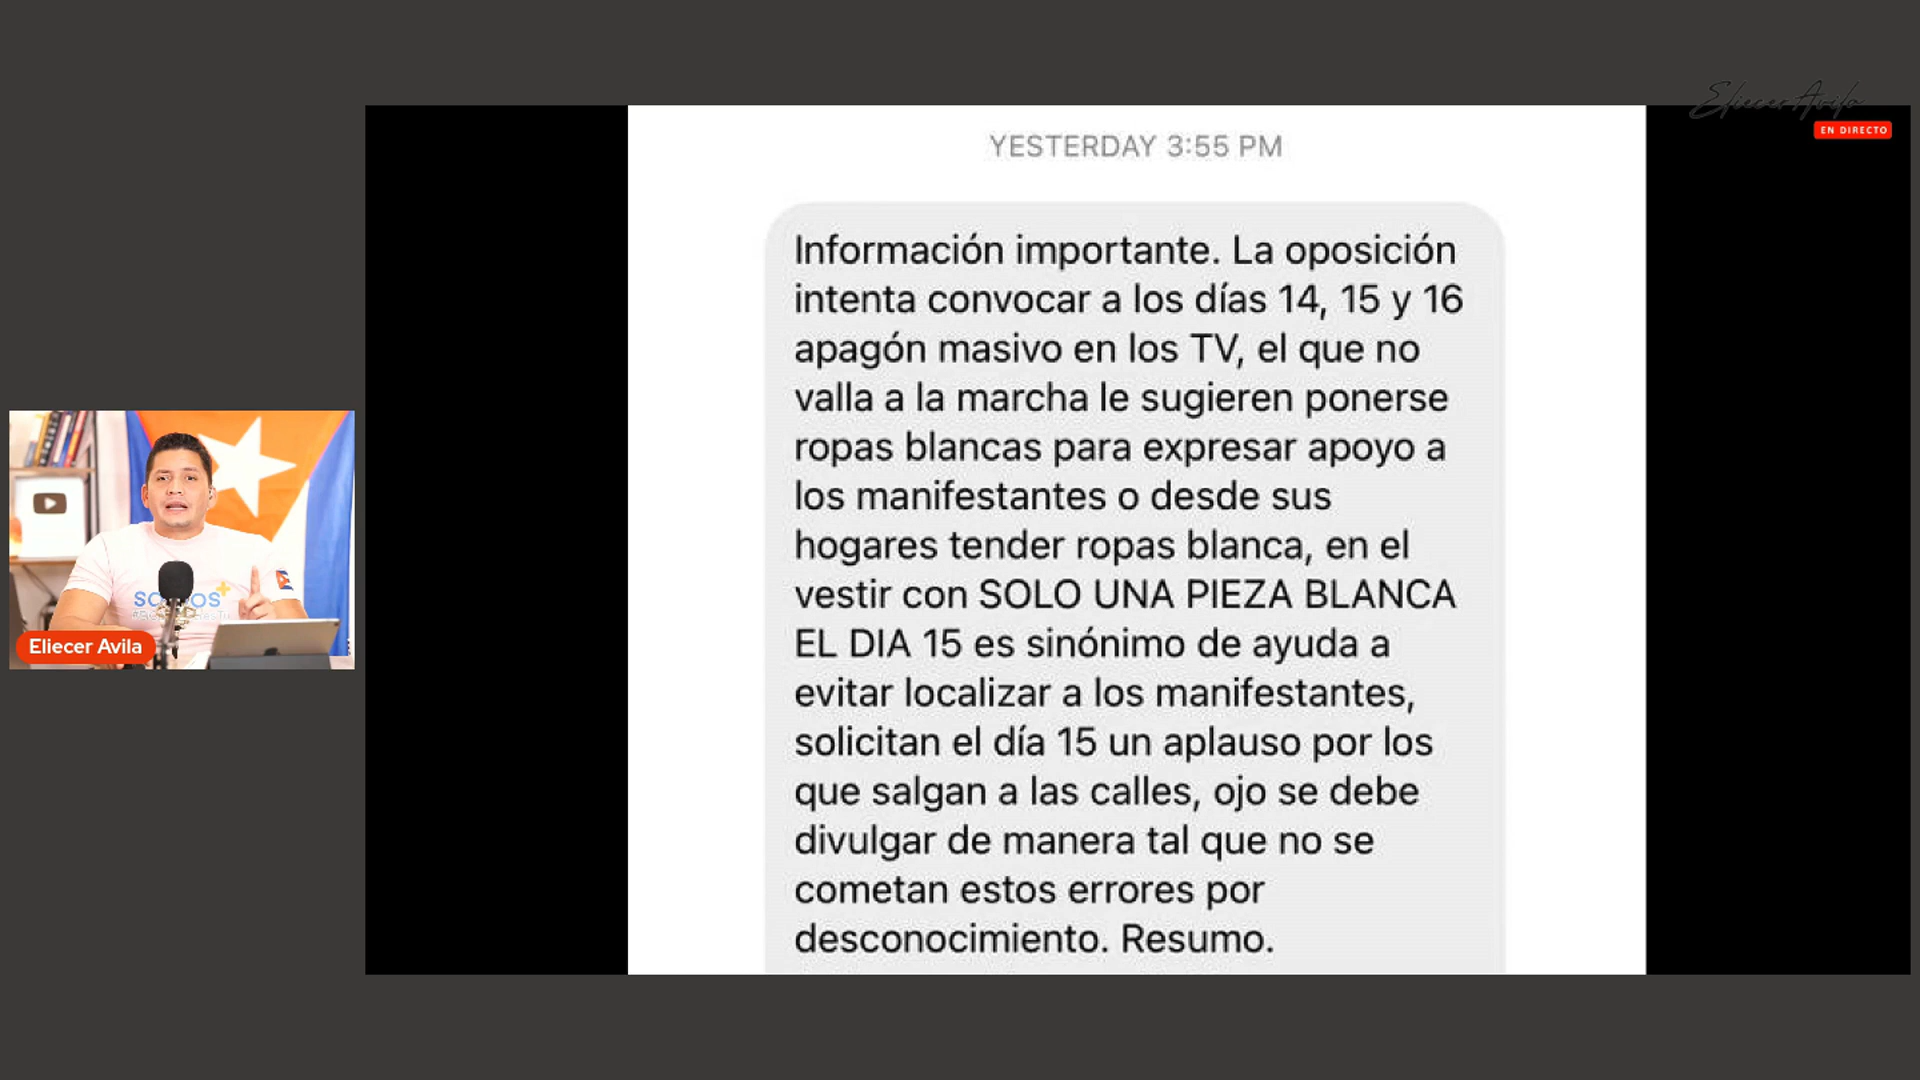 Eliecer Avila
EN DIRECTO
YESTERDAY 3:55 PM
Información importante. La oposición
intenta convocar a los días 14, 15 y 16
apagón masivo en los TV, el que no
valla a la marcha le sugieren ponerse
ropas blancas para expresar apoyo a
los manifestantes o desde sus
hogares tender ropas blanca, en el
vestir con SOLO UNA PIEZA BLANCA
EL DIA 15 es sinónimo de ayuda a
evitar localizar a los manifestantes,
solicitan el día 15 un aplauso por los
que salgan a las calles, ojo se debe
divulgar de manera tal que no se
cometan estos errores por
desconocimiento. Resumo.
Eliecer Avila